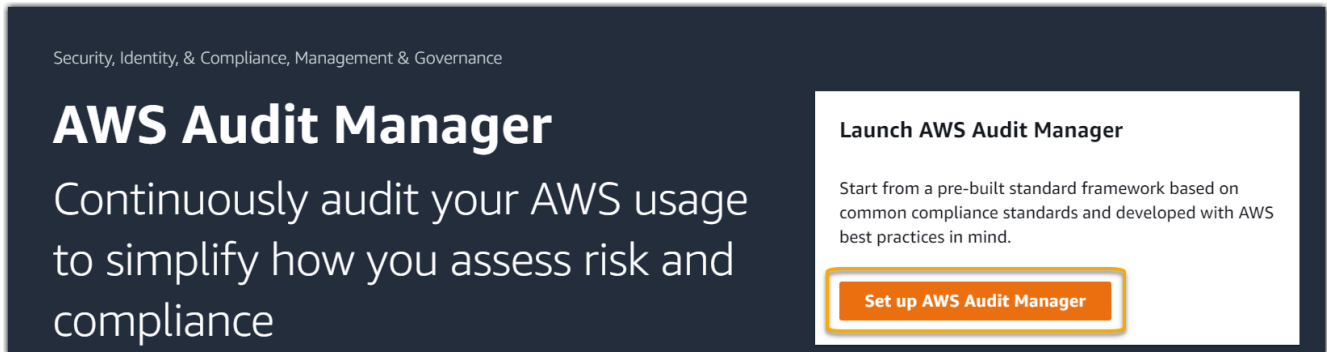 Security, Identity, & Compliance, Management & Governance
AWS Audit Manager
Continuously audit your AWS usage
to simplify how you assess risk and
compliance
Launch AWS Audit Manager
Start from a pre-built standard framework based on
common compliance standards and developed with AWS
best practices in mind.
Set up AWS Audit Manager